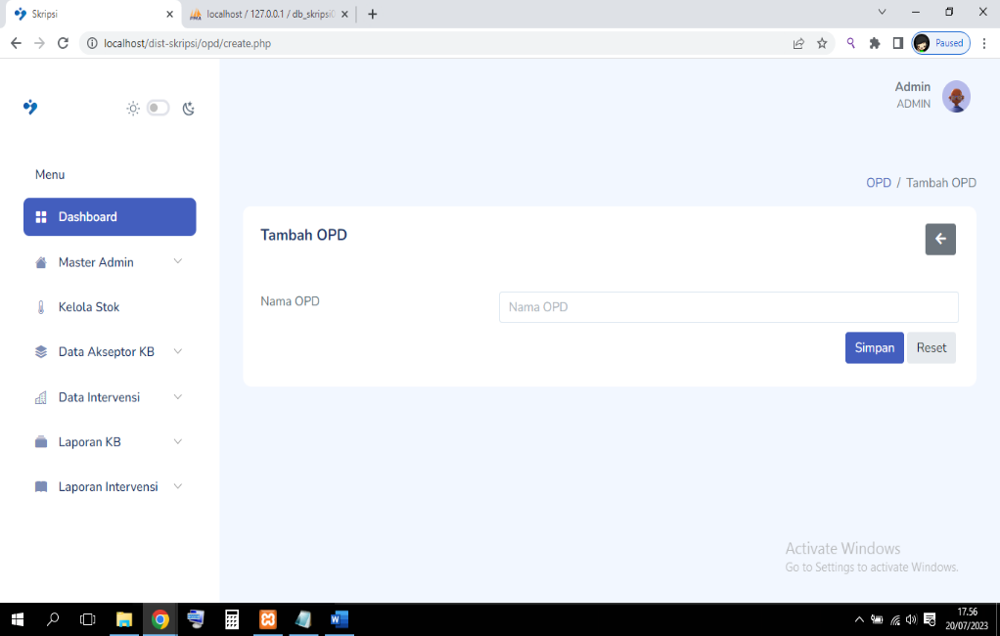 Skripsi
localhost / 127.0.0.1 / db_skripsi
localhost/dist-skripsi/opd/create.php
Paused
Admin
ADMIN
Menu
OPD / Tambah OPD
Dashboard
Tambah OPD
Master Admin
Nama OPD
Nama OPD
Kelola Stok
Simpan
Reset
Data Akseptor KB
Data Intervensi
Laporan KB
Laporan Intervensi
Activate Windows
Go to Settings to activate Windows.
17.56
20/07/2023